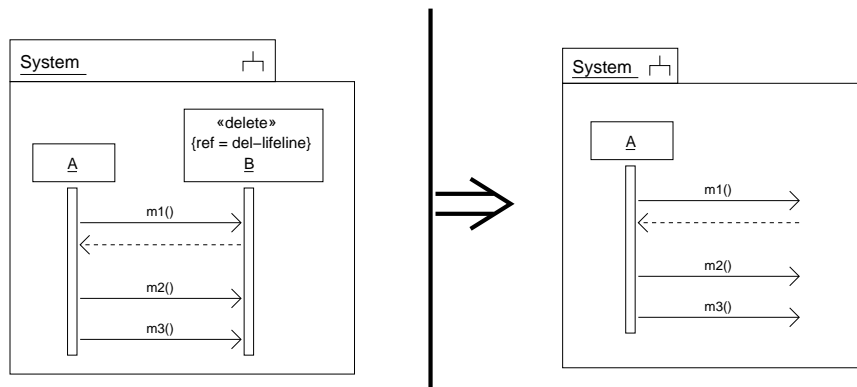 System
«delete»
{ref = del−lifeline}
A
B
m1()
m2()
m3()
System
A
m1()
m2()
m3()